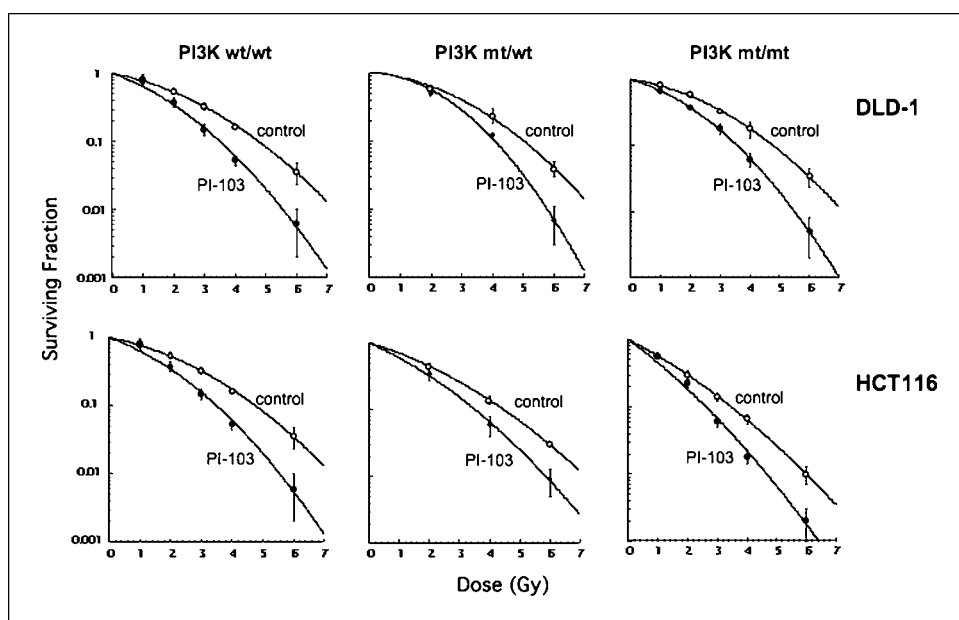 PI3K wt/wt PI3K mt/wt PI3K mt/mt
DLD-1
1
0.1
0.01
0.001
control
PI-103
0 1 2 3 4 5 6 7
control
PI-103
0 1 2 3 4 5 6 7
control
PI-103
0 1 2 3 4 5 6 7
Surviving Fraction
HCT116
1
0.1
0.01
0.001
control
PI-103
0 1 2 3 4 5 6 7
control
PI-103
0 1 2 3 4 5 6 7
control
PI-103
0 1 2 3 4 5 6 7
Dose (Gy)